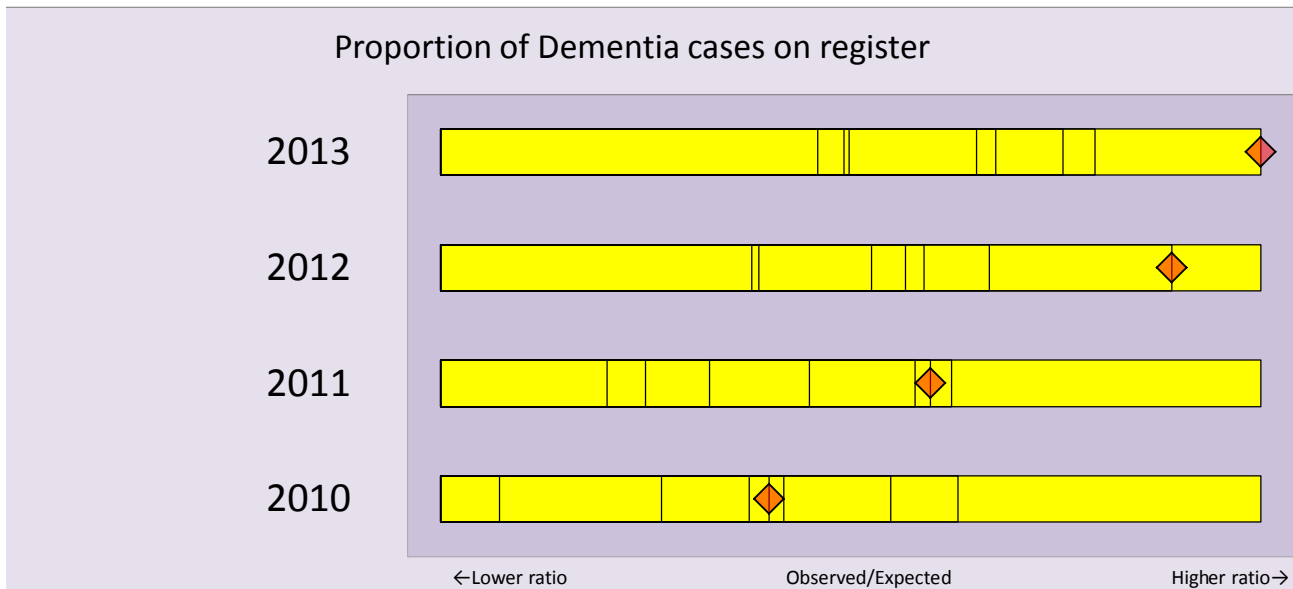 Proportion of Dementia cases on register
2013
2012
2011
2010
←Lower ratio Observed/Expected Higher ratio→